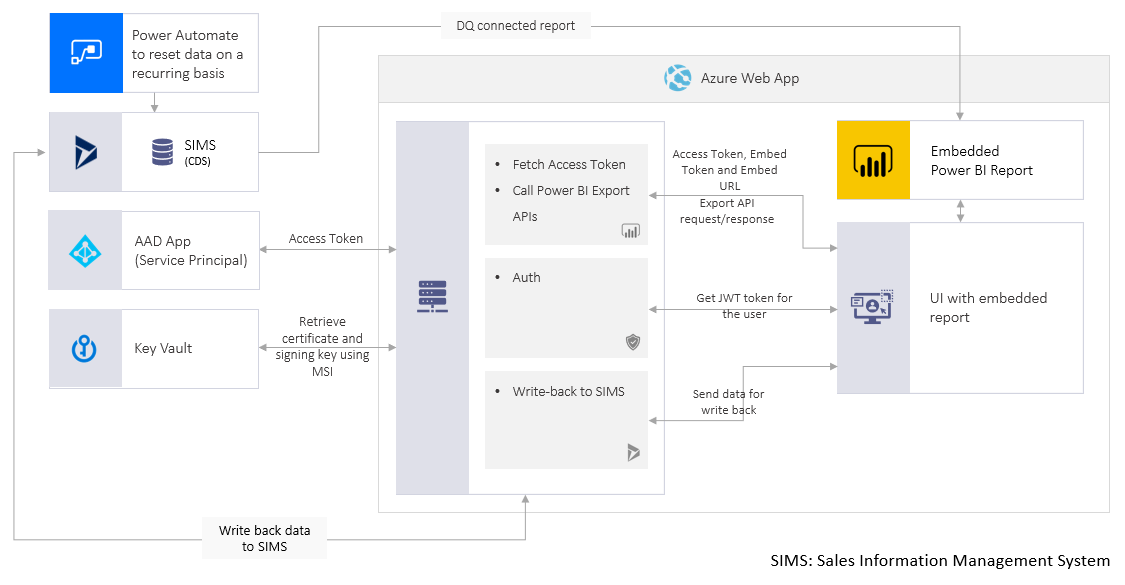 DQ connected report
Power Automate
to reset data on a
recurring basis
Azure Web App
SIMS
(CDS)
AAD App
(Service Principal)
Key Vault
Access Token
Retrieve
certificate and
signing key using
MSI
• Fetch Access Token
• Call Power BI Export
APIs
• Auth
• Write-back to SIMS
Access Token, Embed
Token and Embed
URL
Export API
request/response
Get JWT token for
the user
Send data for
write back
Embedded
Power BI Report
UI with embedded
report
Write back data
to SIMS
SIMS: Sales Information Management System